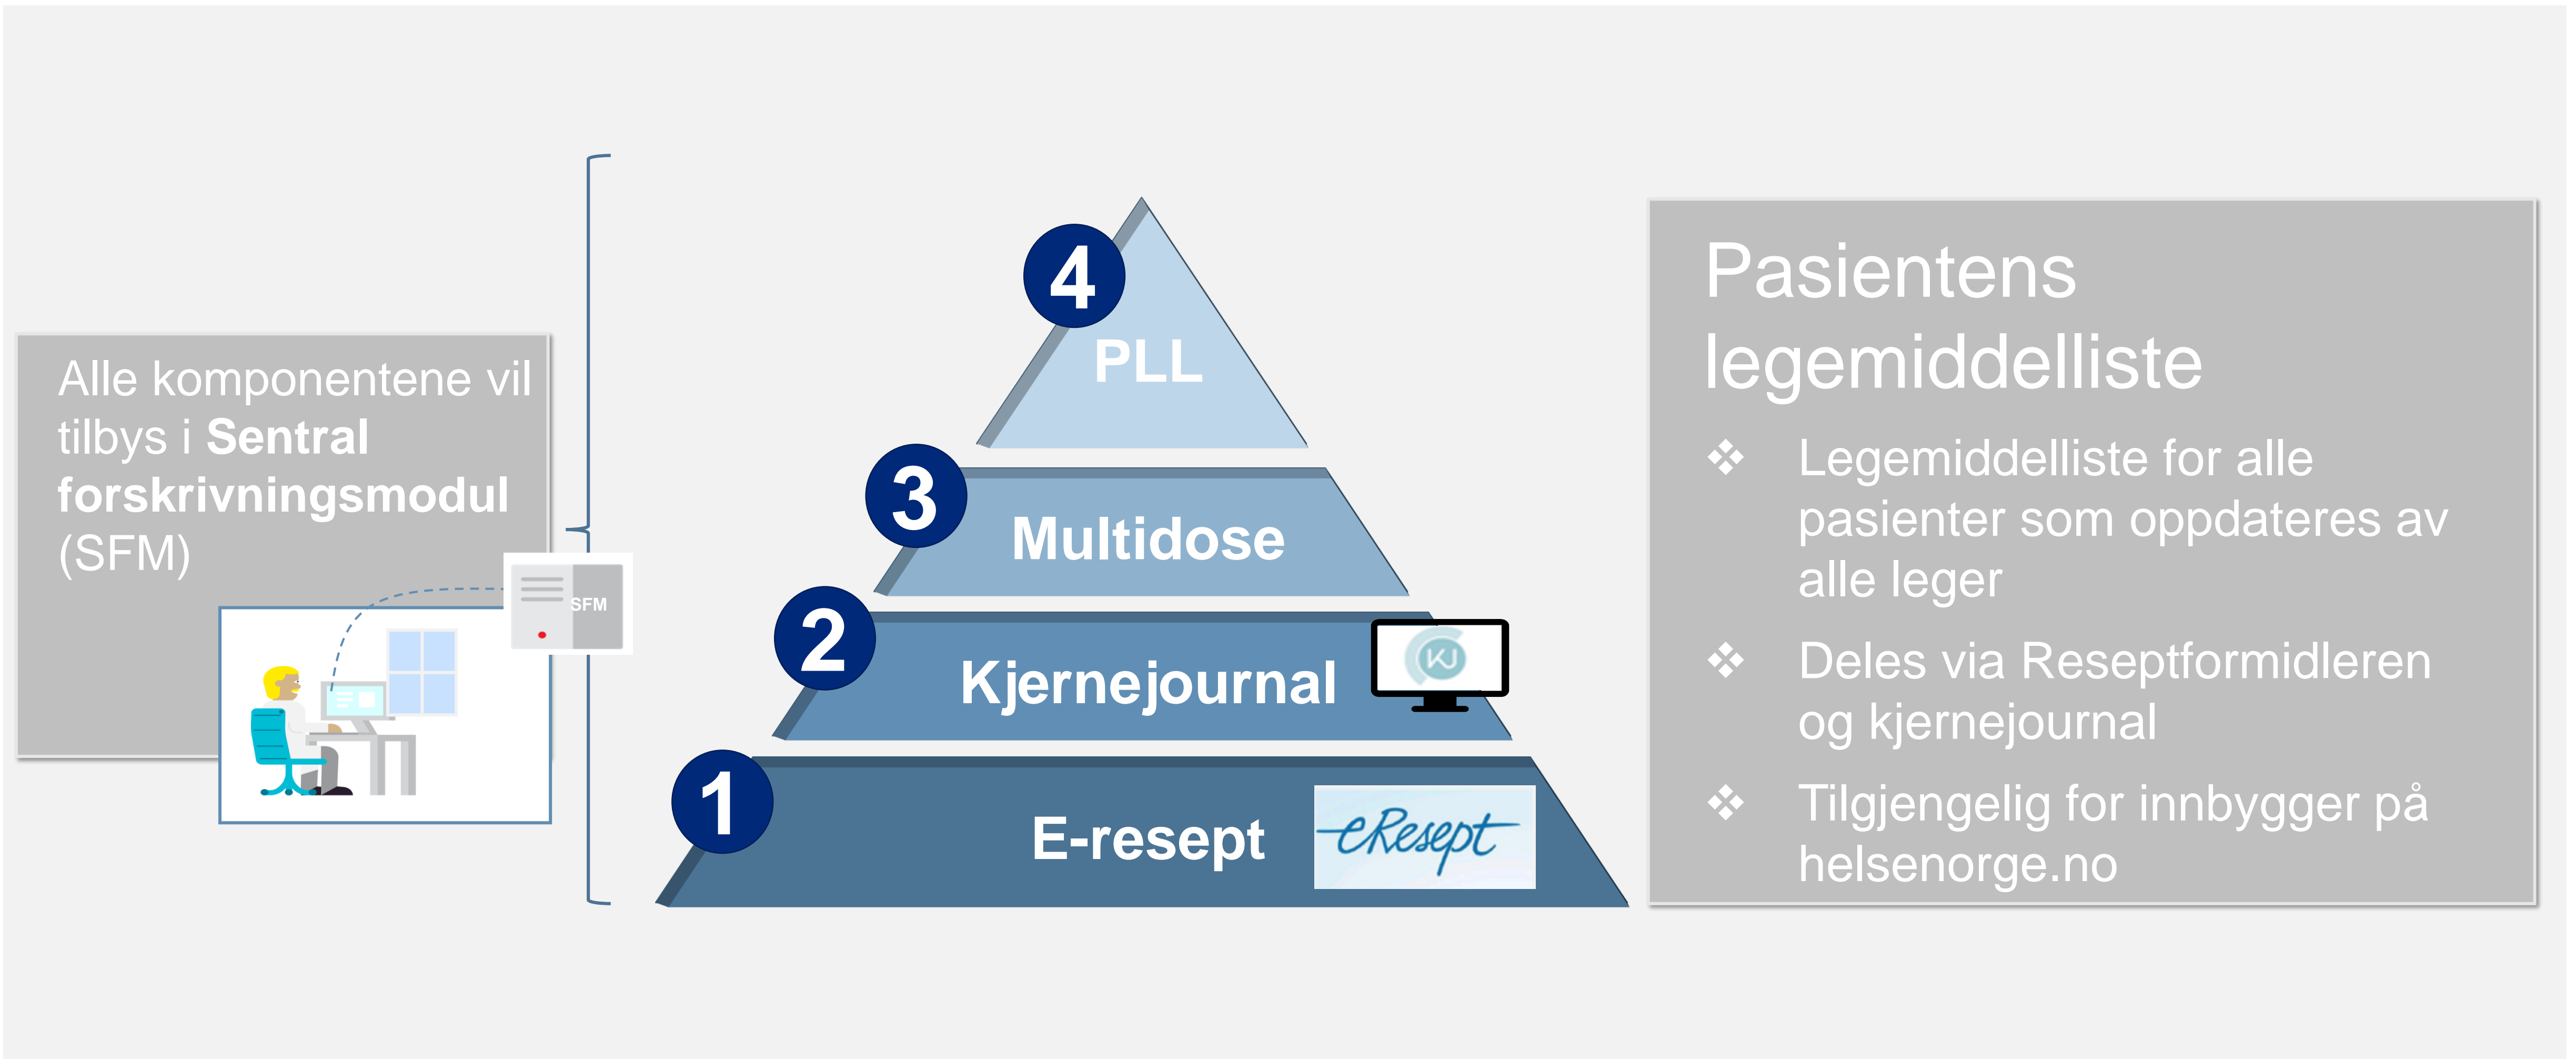 Alle komponentene vil
tilbys i Sentral
forskrivningsmodul
(SFM)
SFM
4
PLL
3
Multidose
2
Kjernejournal
KJ
1
E-resept
eResept
Pasientens
legemiddelliste
Legemiddelliste for alle
pasienter som oppdateres av
alle leger
Deles via Reseptformidleren
og kjernejournal
Tilgjengelig for innbygger på
helsenorge.no